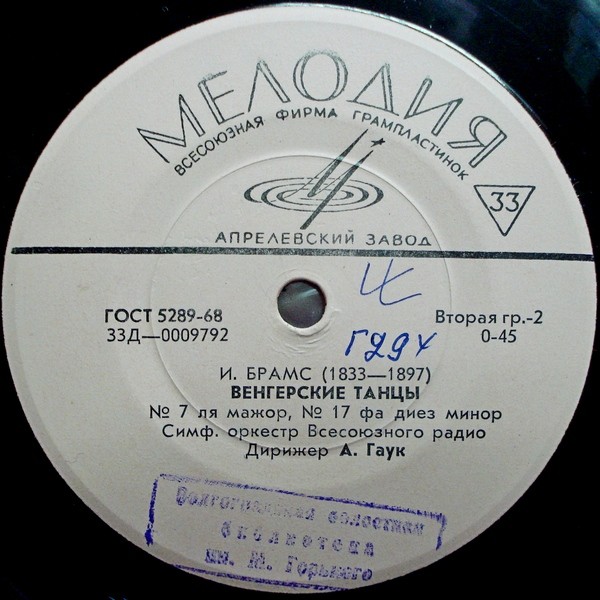 МЕЛОДИЯ
ВСЕСОЮЗНАЯ ФИРМА ГРАМПЛАСТИНОК
33
АПРЕЛЕВСКИЙ ЗАВОД
ГОСТ 5289-68
33Д—0009792
Вторая гр.-2
0-45
И. БРАМС (1833—1897)
ВЕНГЕРСКИЕ ТАНЦЫ
№ 7 ля мажор, № 17 фа диез минор
Симф. оркестр Всесоюзного радио
Дирижер А. Гаук
Волгоградская областная
библиотека
им. М. Горького